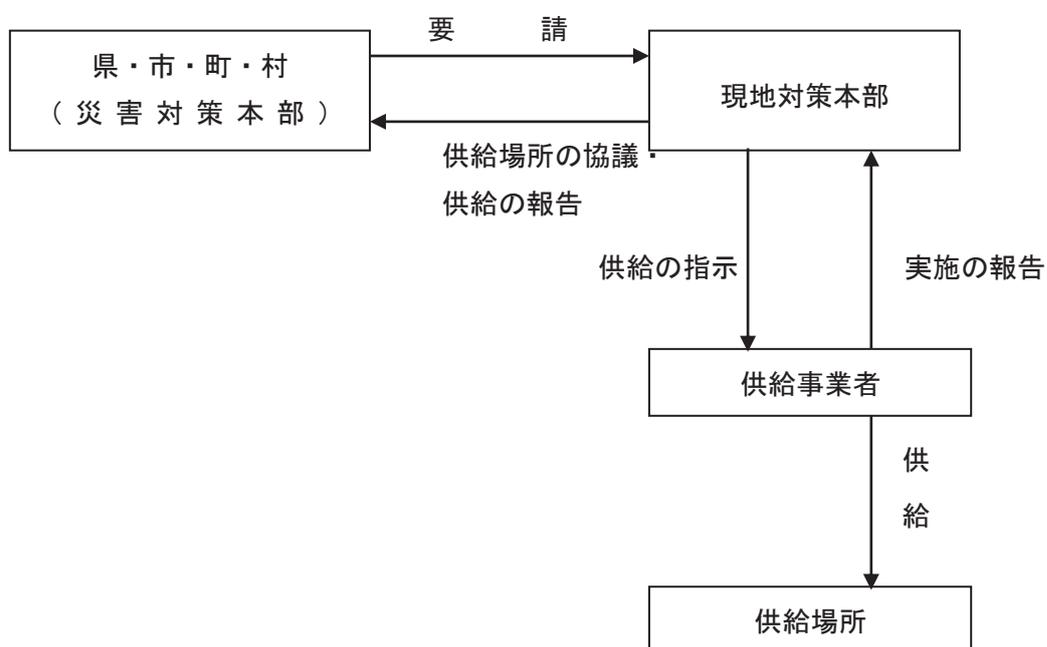 要　請
県・市・町・村
（災害対策本部）
現地対策本部
供給場所の協議・
供給の報告
供給の指示
実施の報告
供給事業者
供
給
供給場所